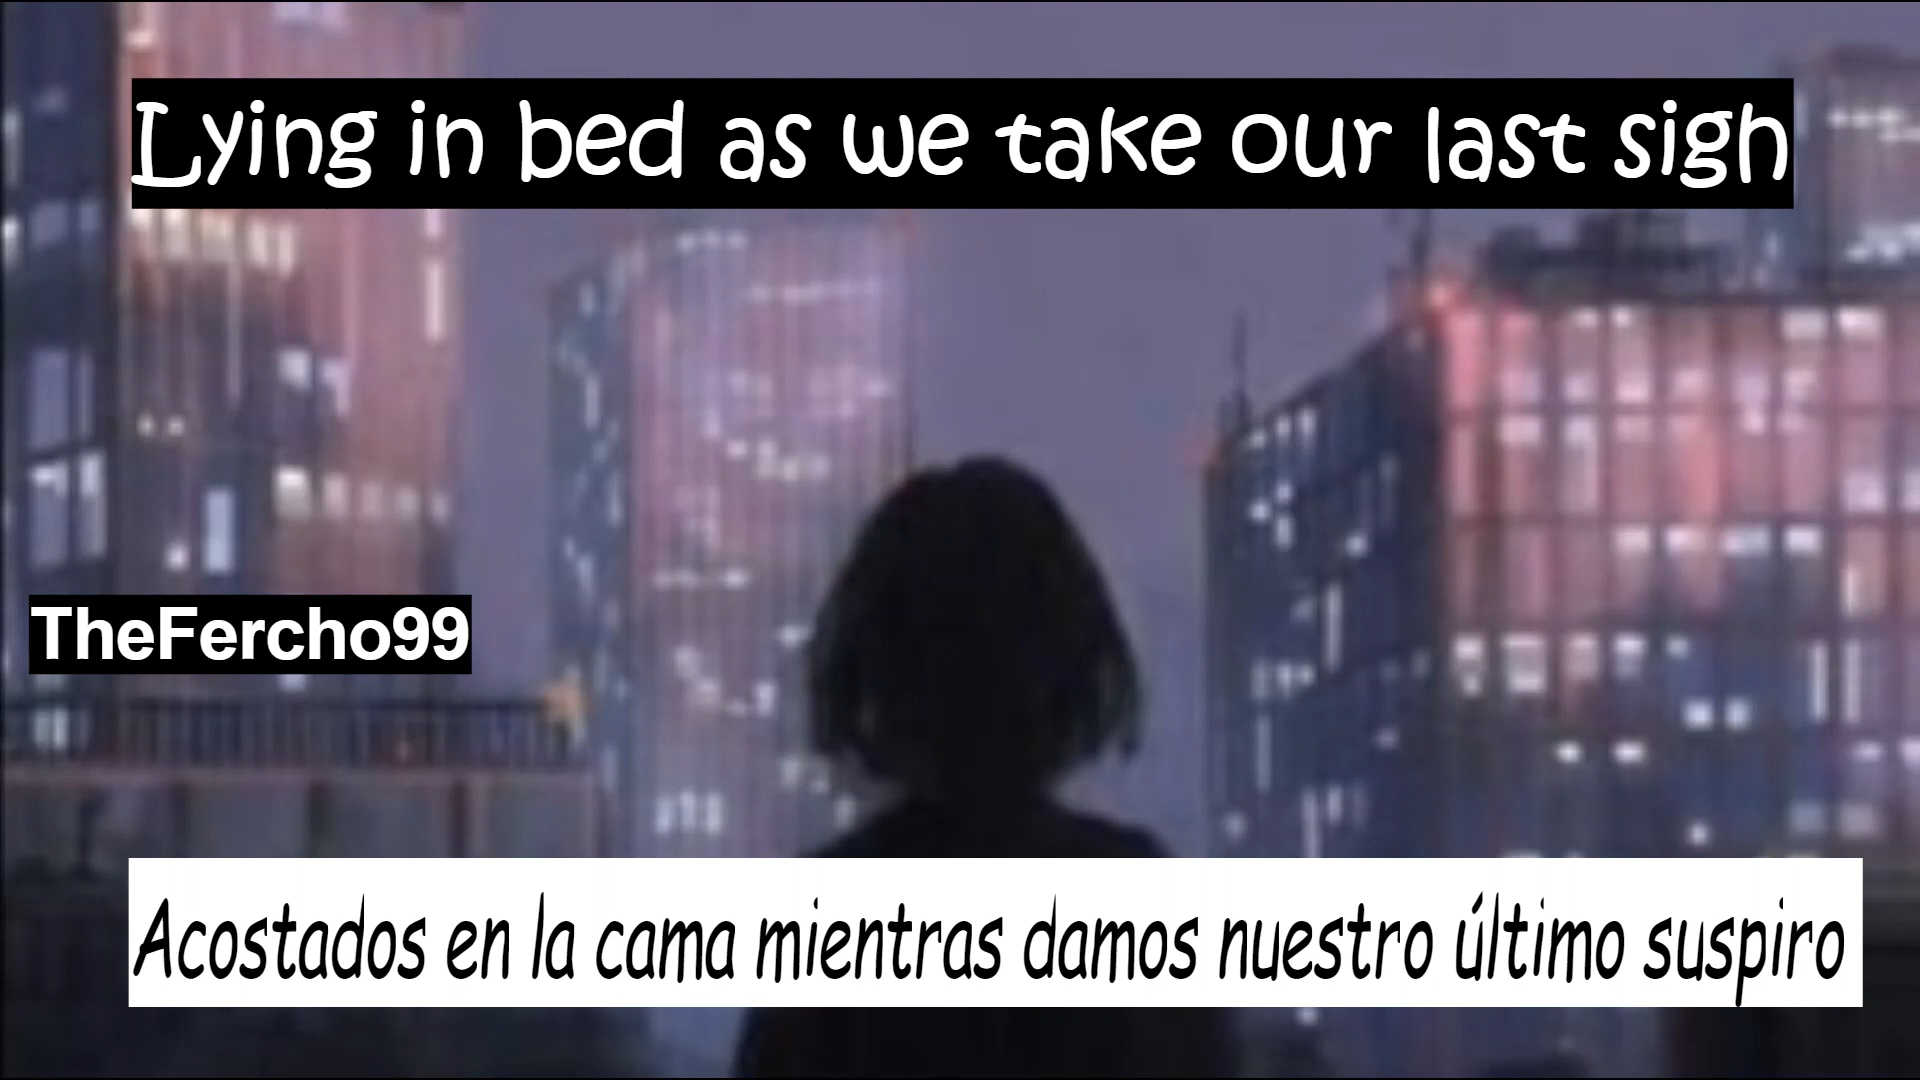 Lying in bed as we take our last sigh
TheFercho99
Acostados en la cama mientras damos nuestro último suspiro